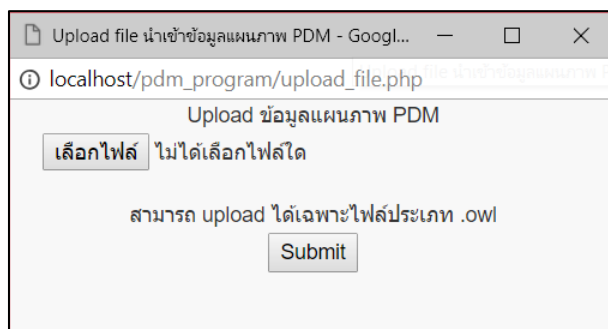 Upload file นำเข้าข้อมูลแผนภาพ PDM - Googl...
localhost/pdm_program/upload_file.php
Upload ข้อมูลแผนภาพ PDM
เลือกไฟล์ ไม่ได้เลือกไฟล์ใด
สามารถ upload ได้เฉพาะไฟล์ประเภท .owl
Submit